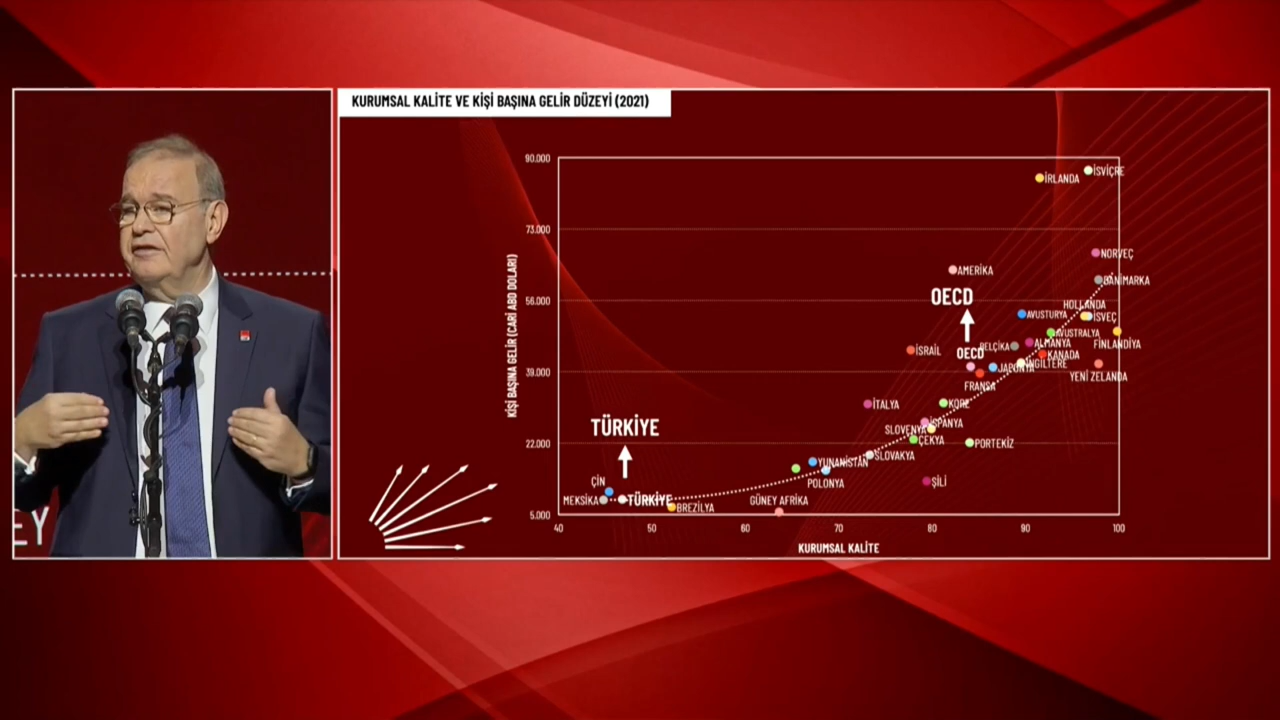 KURUMSAL KALİTE VE KİŞİ BAŞINA GELİR DÜZEYİ (2021)
90.000
İSVİÇRE
İRLANDA
73.000
NORVEÇ
AMERİKA
DANİMARKA
OECD
56.000
HOLLANDA
AVUSTURYA
İSVEÇ
AVUSTRALYA
FİNLANDİYA
BELÇİKA
ALMANYA
İSRAİL
OECD
KANADA
İNGİLTERE
39.000
JAPONYA
YENİ ZELANDA
FRANSA
KİŞİ BAŞINA GELİR (CARİ ABD DOLARI)
İTALYA
KORE
İSPANYA
TÜRKİYE
SLOVENYA
22.000
ÇEKYA
PORTEKİZ
SLOVAKYA
YUNANİSTAN
POLONYA
ŞİLİ
ÇİN
MEKSİKA
TÜRKİYE
BREZİLYA
GÜNEY AFRİKA
5.000
40 50 60 70 80 90 100
KURUMSAL KALİTE
EY